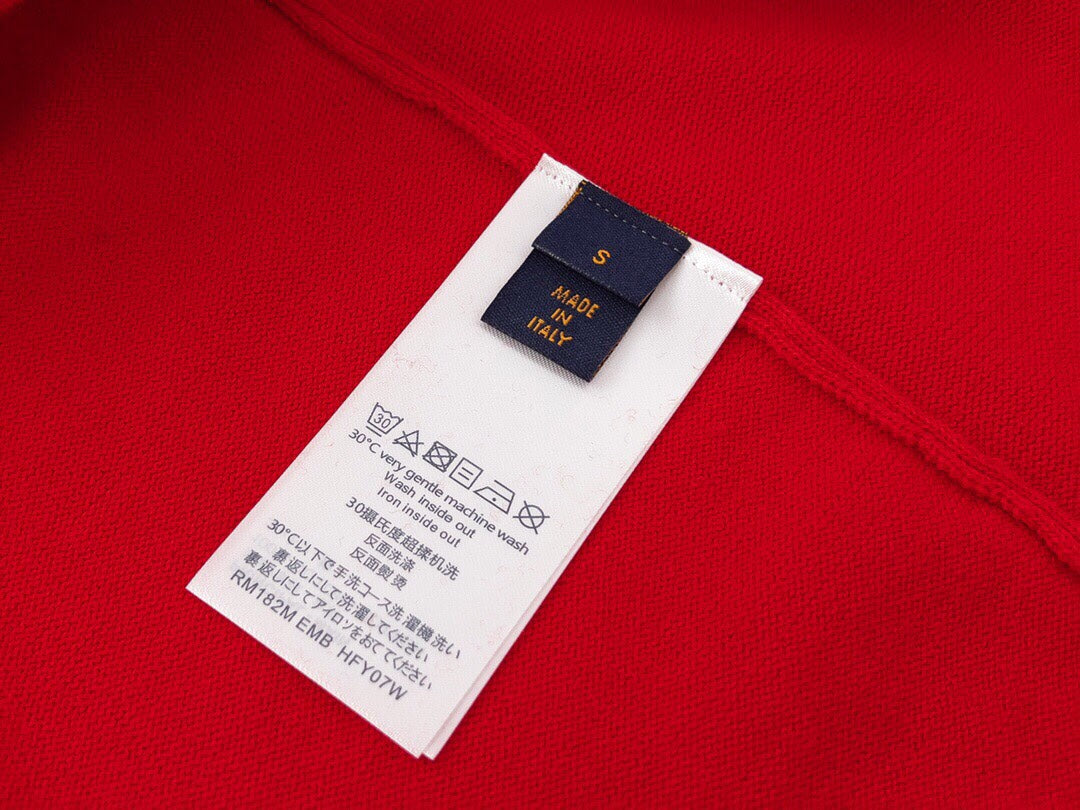 S
MADE
IN
ITALY
30
30°C very gentle machine wash
Wash inside out
Iron inside out
30摄氏度超揉机洗
反面洗涤
反面熨烫
30°C以下で手洗コース洗濯機洗い
裏返しにして洗濯してください
裏返しにしてアイロンをおてください
RM182M EMB HFY07W